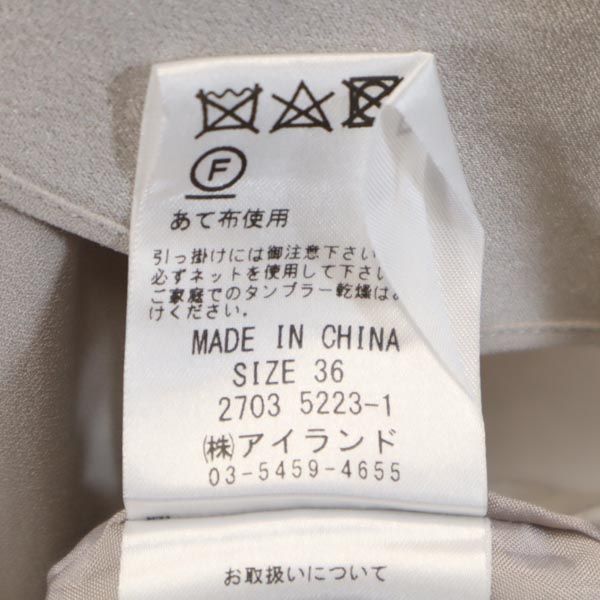 F
あて布使用
引っ掛けには御注意下さい
必ずネットを使用して下さい
ご家庭でのタンブラー乾燥はお
けください。
MADE IN CHINA
SIZE 36
2703 5223-1
㈱アイランド
03-5459-4655
お取扱いについて